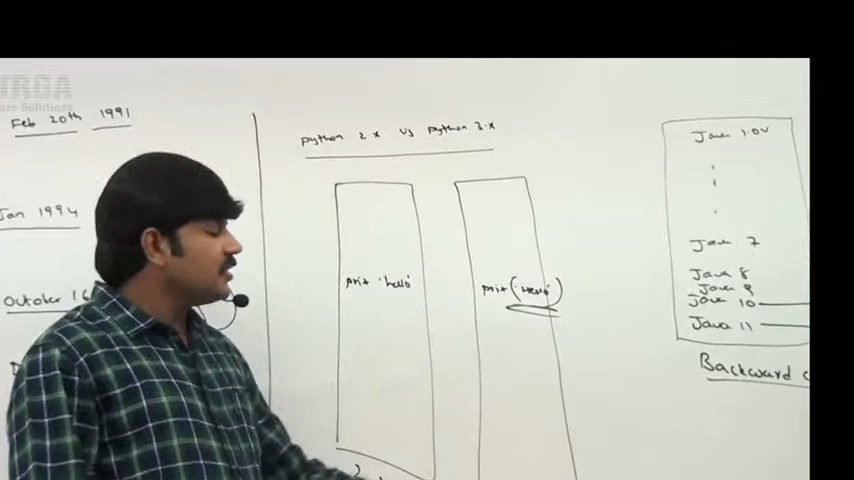 Feb 20th 1991
Jan 1994
October 16
python 2.x vs python 3.x
print 'hello'
print('Hello')
Java 1.0V
Java 7
Java 8
Java 9
Java 10
Java 11
Backward c